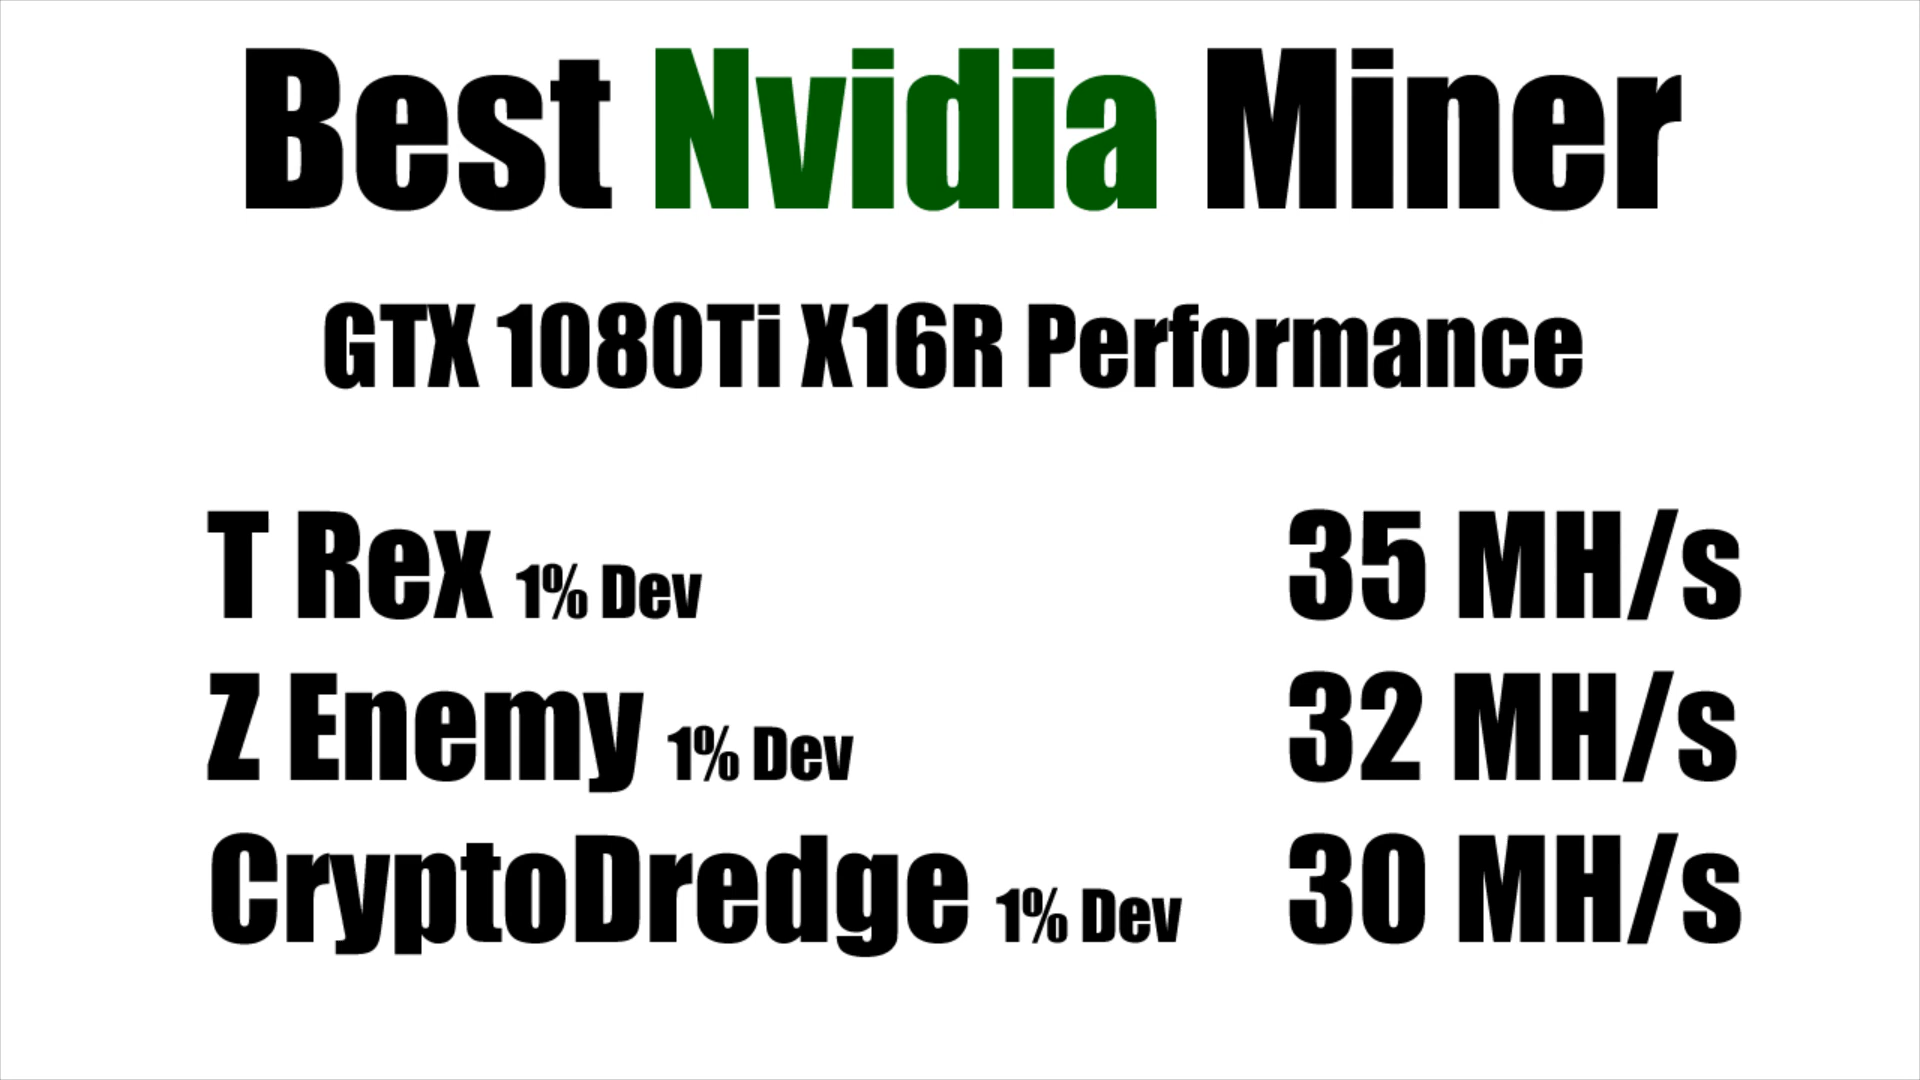 Best Nvidia Miner
GTX 1080Ti X16R Performance
T Rex 1% Dev 35 MH/s
Z Enemy 1% Dev 32 MH/s
CryptoDredge 1% Dev 30 MH/s